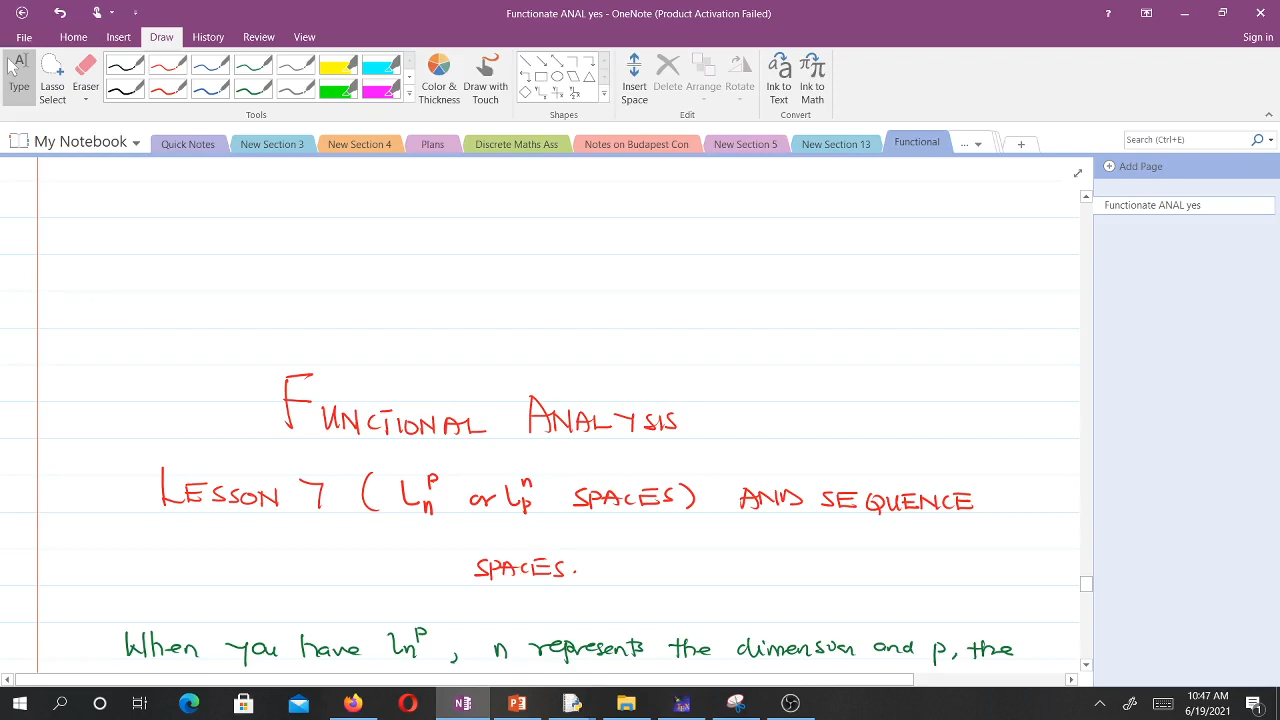 Functionate ANAL yes - OneNote (Product Activation Failed)
File Home Insert Draw History Review View Sign in
Type Lasso Select Eraser Color & Thickness Draw with Touch Insert Space Delete Arrange Rotate Ink to Text Ink to Math
Tools Shapes Edit Convert
My Notebook Quick Notes New Section 3 New Section 4 Plans Discrete Maths Ass Notes on Budapest Con New Section 5 New Section 13 Functional ... Search (Ctrl+E)
Add Page
Functionate ANAL yes
FUNCTIONAL ANALYSIS
LESSON 7 ( L_n^p or L_p^n SPACES) AND SEQUENCE
SPACES.
When you have L_n^p , n represents the dimension and p, the
10:47 AM
6/19/2021